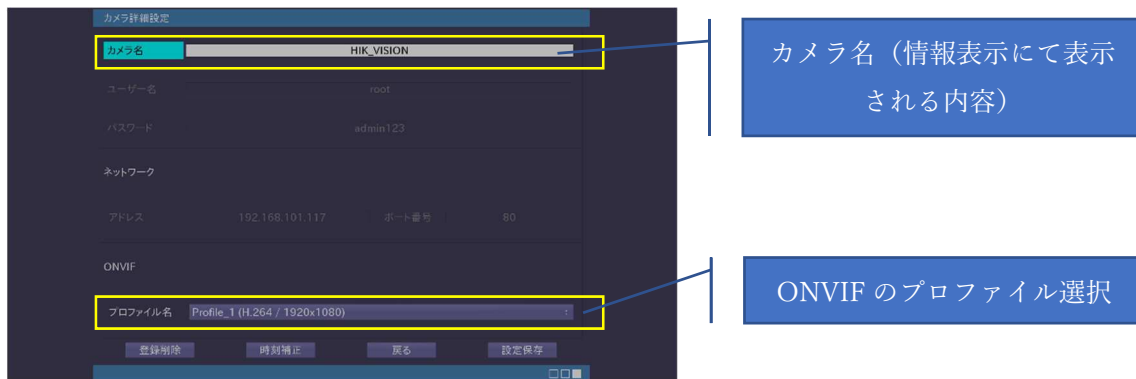 カメラ詳細設定
カメラ名 HIK_VISION
ユーザー名 root
パスワード admin123
ネットワーク
アドレス 192.168.101.117 ポート番号 80
ONVIF
プロファイル名 Profile_1 (H.264 / 1920x1080)
登録削除 時刻補正 戻る 設定保存
カメラ名（情報表示にて表示
される内容）
ONVIF のプロファイル選択